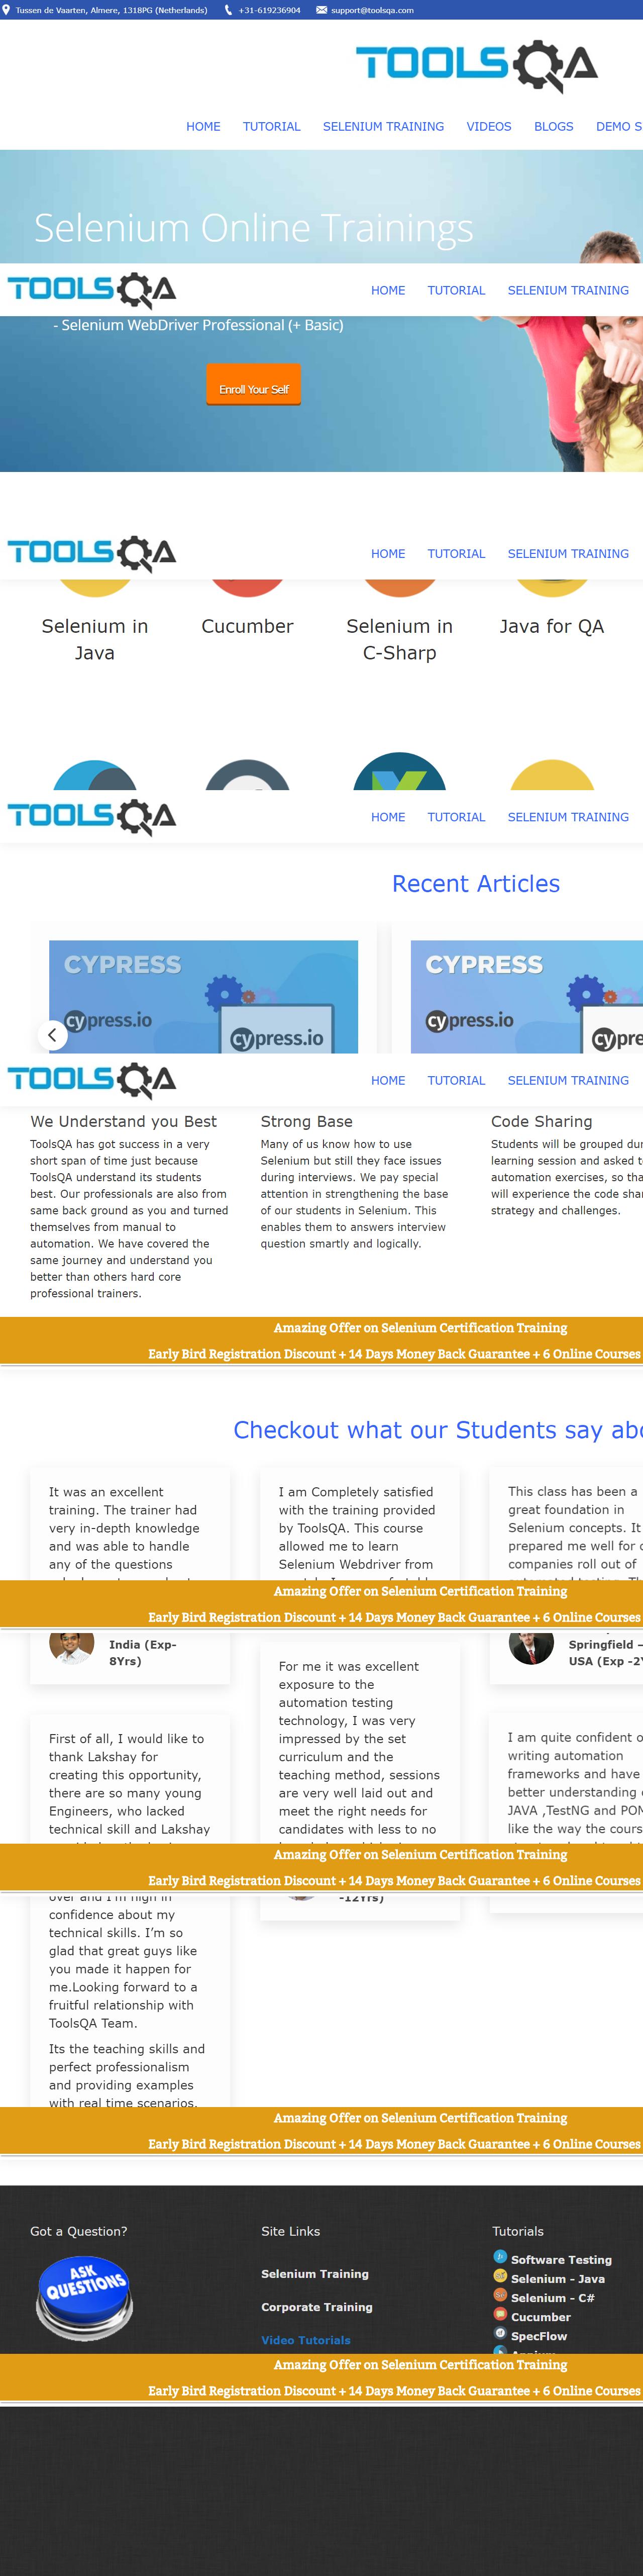 Tussen de Vaarten, Almere, 1318PG (Netherlands) +31-619236904 support@toolsqa.com
TOOLSQA
HOME TUTORIAL SELENIUM TRAINING VIDEOS BLOGS DEMO S
Selenium Online Trainings
TOOLSQA HOME TUTORIAL SELENIUM TRAINING
- Selenium WebDriver Professional (+ Basic)
Enroll Your Self
TOOLSQA HOME TUTORIAL SELENIUM TRAINING
Selenium in
Java
Cucumber
Selenium in
C-Sharp
Java for QA
TOOLSQA HOME TUTORIAL SELENIUM TRAINING
Recent Articles
CYPRESS
cypress.io
cypress.io
CYPRESS
cypress.io
cypre
TOOLSQA HOME TUTORIAL SELENIUM TRAINING
We Understand you Best
ToolsQA has got success in a very
short span of time just because
ToolsQA understand its students
best. Our professionals are also from
same back ground as you and turned
themselves from manual to
automation. We have covered the
same journey and understand you
better than others hard core
professional trainers.
Strong Base
Many of us know how to use
Selenium but still they face issues
during interviews. We pay special
attention in strengthening the base
of our students in Selenium. This
enables them to answers interview
question smartly and logically.
Code Sharing
Students will be grouped
learning session and asked
automation exercises, so
will experience the code
strategy and challenges.
Amazing Offer on Selenium Certification Training
Early Bird Registration Discount + 14 Days Money Back Guarantee + 6 Online Courses
Checkout what our Students say
It was an excellent
training. The trainer had
very in-depth knowledge
and was able to handle
any of the questions
I am Completely satisfied
with the training provided
by ToolsQA. This course
allowed me to learn
Selenium Webdriver from
This class has been a
great foundation in
Selenium concepts. It
prepared me well for
companies roll out of
Amazing Offer on Selenium Certification Training
Early Bird Registration Discount + 14 Days Money Back Guarantee + 6 Online Courses
India (Exp-
8Yrs)
For me it was excellent
exposure to the
automation testing
technology, I was very
impressed by the set
curriculum and the
teaching method, sessions
are very well laid out and
meet the right needs for
candidates with less to no
Springfield –
USA (Exp -2Y
First of all, I would like to
thank Lakshay for
creating this opportunity,
there are so many young
Engineers, who lacked
technical skill and Lakshay
I am quite confident
writing automation
frameworks and have
better understanding
JAVA ,TestNG and POM
like the way the
Amazing Offer on Selenium Certification Training
Early Bird Registration Discount + 14 Days Money Back Guarantee + 6 Online Courses
over and I'm high in
confidence about my
technical skills. I'm so
glad that great guys like
you made it happen for
me.Looking forward to a
fruitful relationship with
ToolsQA Team.
Its the teaching skills and
perfect professionalism
and providing examples
with real time scenarios.
-12Yrs)
Amazing Offer on Selenium Certification Training
Early Bird Registration Discount + 14 Days Money Back Guarantee + 6 Online Courses
Got a Question?
ASK
QUESTIONS
Site Links
Selenium Training
Corporate Training
Video Tutorials
Tutorials
Software Testing
Selenium - Java
Selenium - C#
Cucumber
SpecFlow
Amazing Offer on Selenium Certification Training
Early Bird Registration Discount + 14 Days Money Back Guarantee + 6 Online Courses